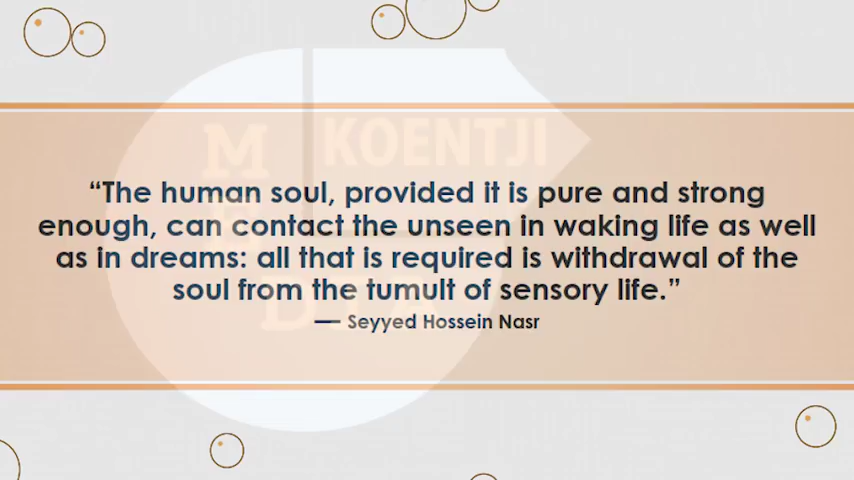 KOENTJI
“The human soul, provided it is pure and strong
enough, can contact the unseen in waking life as well
as in dreams: all that is required is withdrawal of the
soul from the tumult of sensory life.”
— Seyyed Hossein Nasr